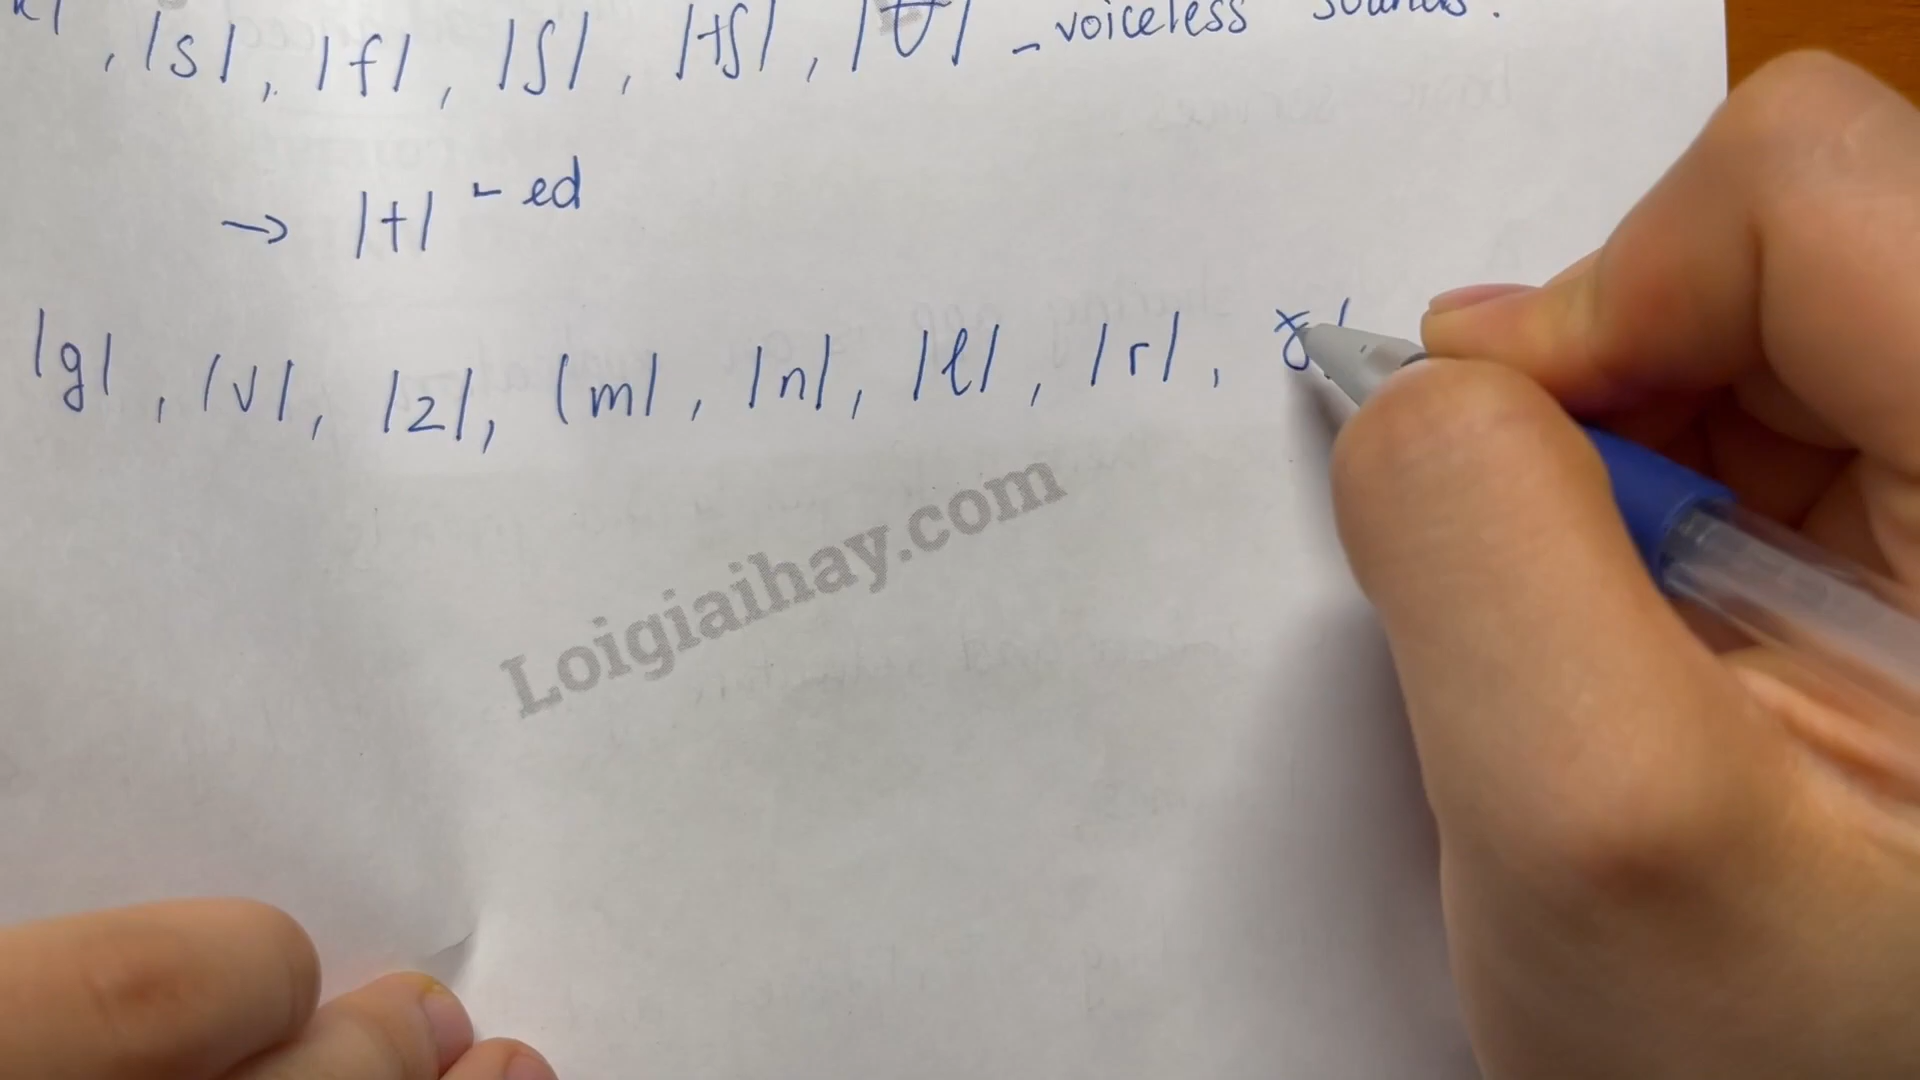 , /s/, /f/, /ʃ/, /tʃ/, /θ/ - voiceless sounds.
→ /t/ - ed
/g/, /v/, /z/, /m/, /n/, /l/, /r/,
Loigiaihay.com